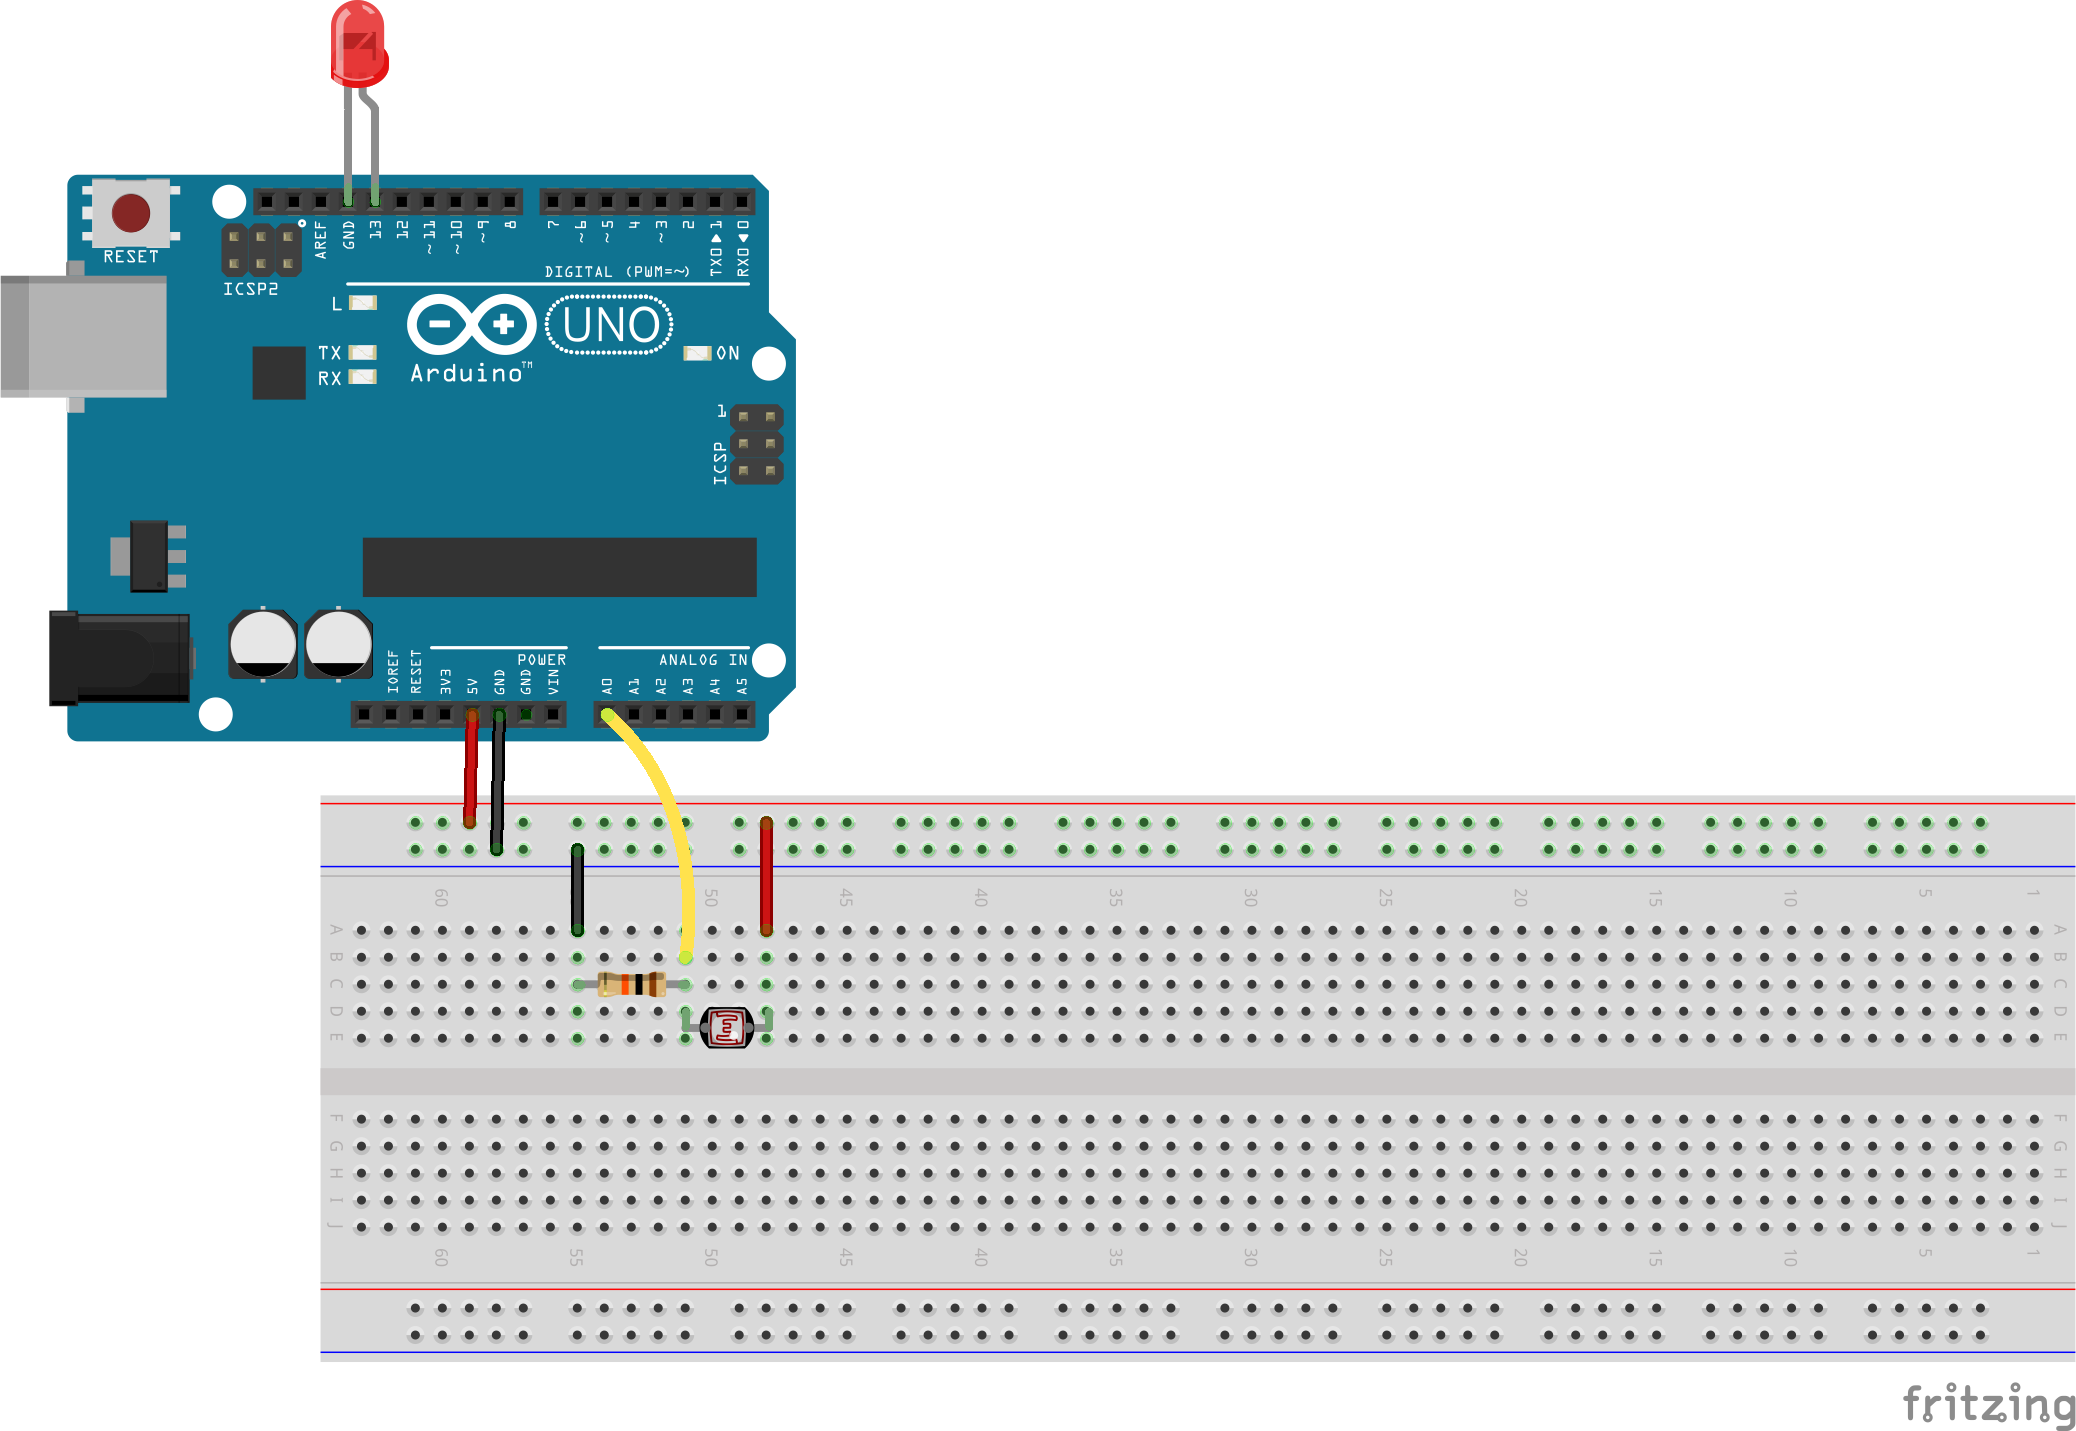 RESET
ICSP2
AREF
GND
13
12
~11
~10
~9
8
7
~6
~5
4
~3
2
TX0▶1
RX0◀0
DIGITAL (PWM=~)
L
TX
RX
UNO
Arduino™
ON
1
ICSP
POWER
ANALOG IN
IOREF
RESET
3V3
5V
GND
GND
VIN
A0
A1
A2
A3
A4
A5
60 50 45 40 35 30 25 20 15 10 5 1
A A
B B
C C
D D
E E
F F
G G
H H
I I
J J
60 55 50 45 40 35 30 25 20 15 10 5 1
fritzing